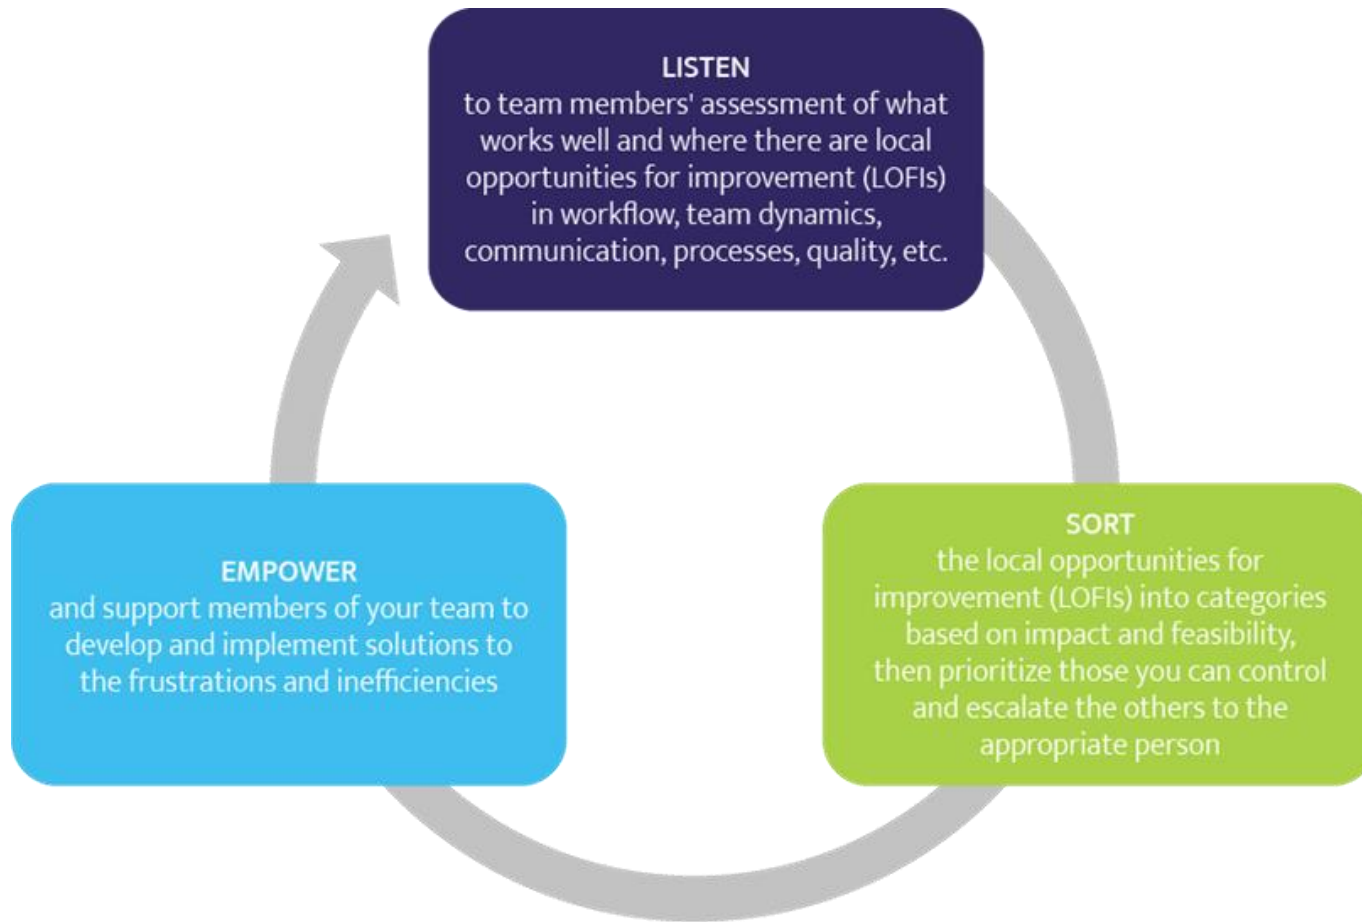 LISTEN
to team members' assessment of what
works well and where there are local
opportunities for improvement (LOFIs)
in workflow, team dynamics,
communication, processes, quality, etc.
SORT
the local opportunities for
improvement (LOFIs) into categories
based on impact and feasibility,
then prioritize those you can control
and escalate the others to the
appropriate person
EMPOWER
and support members of your team to
develop and implement solutions to
the frustrations and inefficiencies